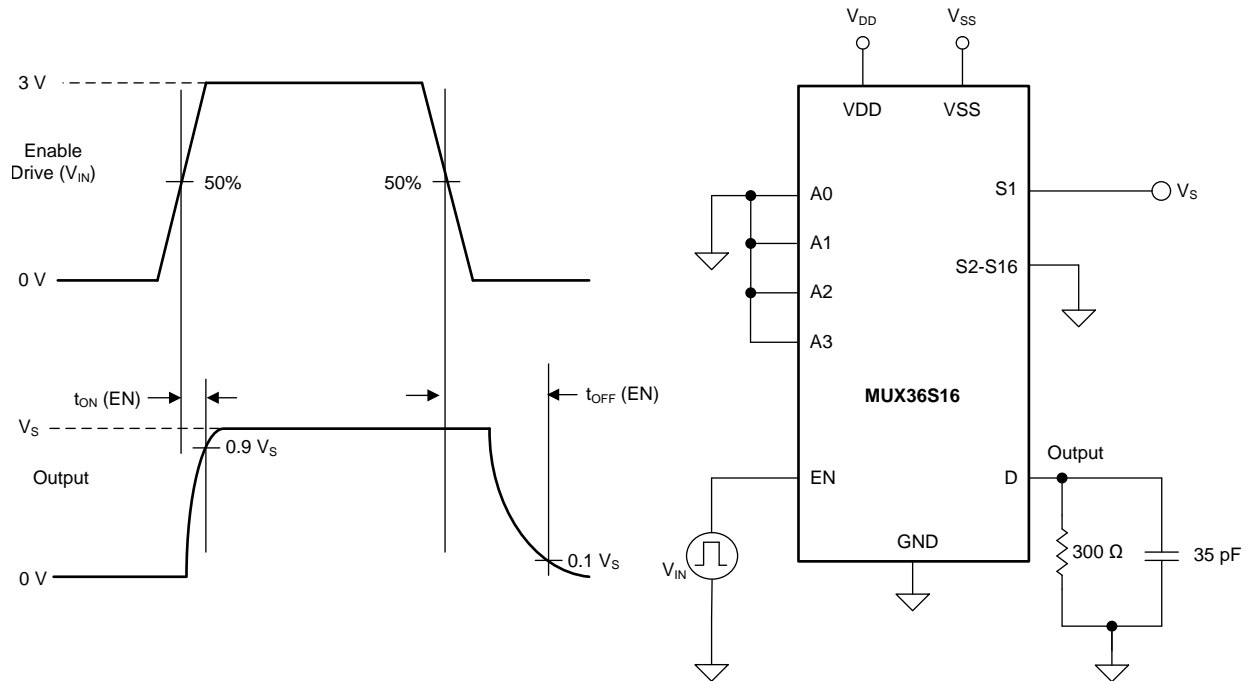 3 V
Enable
Drive (VIN)
50%
50%
0 V
tON (EN)
tOFF (EN)
VS
0.9 VS
Output
0.1 VS
0 V
VDD
VSS
VDD
VSS
A0
A1
A2
A3
S1
VS
S2-S16
MUX36S16
EN
D
Output
GND
VIN
300 Ω
35 pF